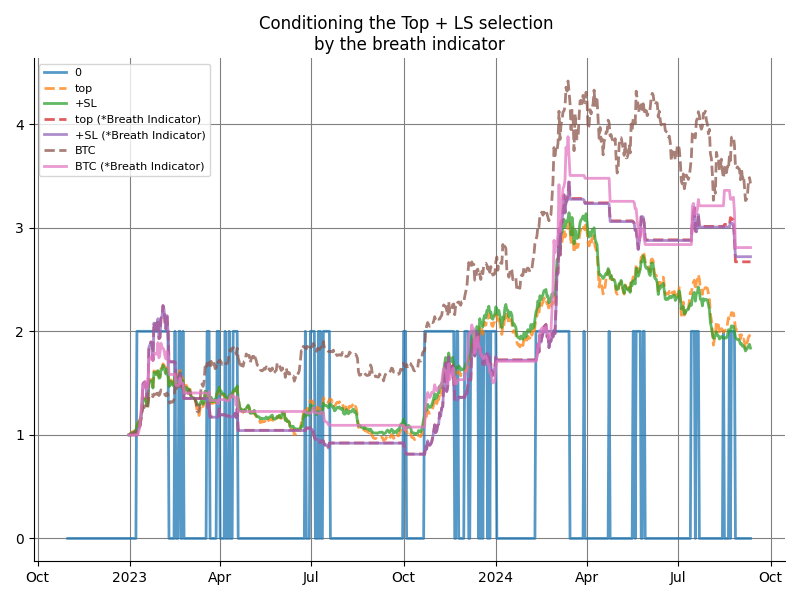 Conditioning the Top + LS selection
by the breath indicator
0
top
+SL
top (*Breath Indicator)
+SL (*Breath Indicator)
BTC
BTC (*Breath Indicator)
4
3
2
1
0
Oct
2023
Apr
Jul
Oct
2024
Apr
Jul
Oct